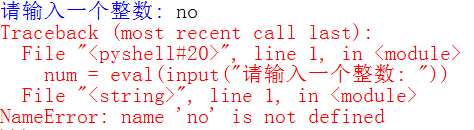 请输入一个整数: no
Traceback (most recent call last):
  File "<pyshell#20>", line 1, in <module>
    num = eval(input("请输入一个整数: "))
  File "<string>", line 1, in <module>
NameError: name 'no' is not defined